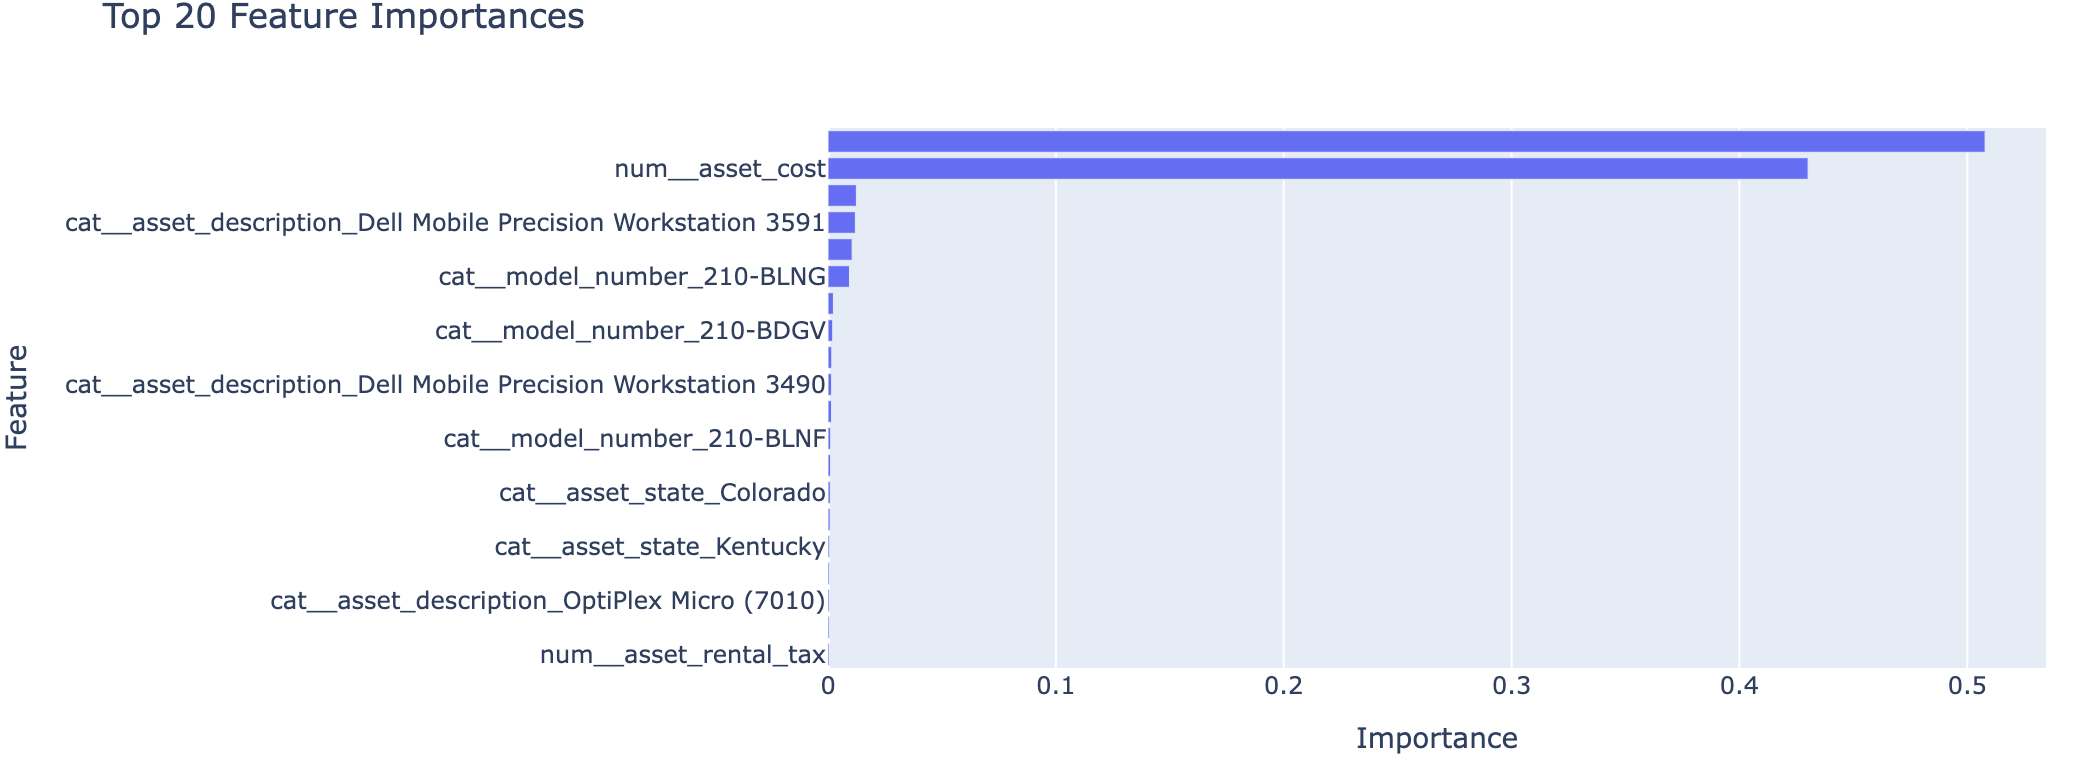 Top 20 Feature Importances
num__asset_cost
cat__asset_description_Dell Mobile Precision Workstation 3591
cat__model_number_210-BLNG
cat__model_number_210-BDGV
cat__asset_description_Dell Mobile Precision Workstation 3490
cat__model_number_210-BLNF
cat__asset_state_Colorado
cat__asset_state_Kentucky
cat__asset_description_OptiPlex Micro (7010)
num__asset_rental_tax
Feature
0 0.1 0.2 0.3 0.4 0.5
Importance